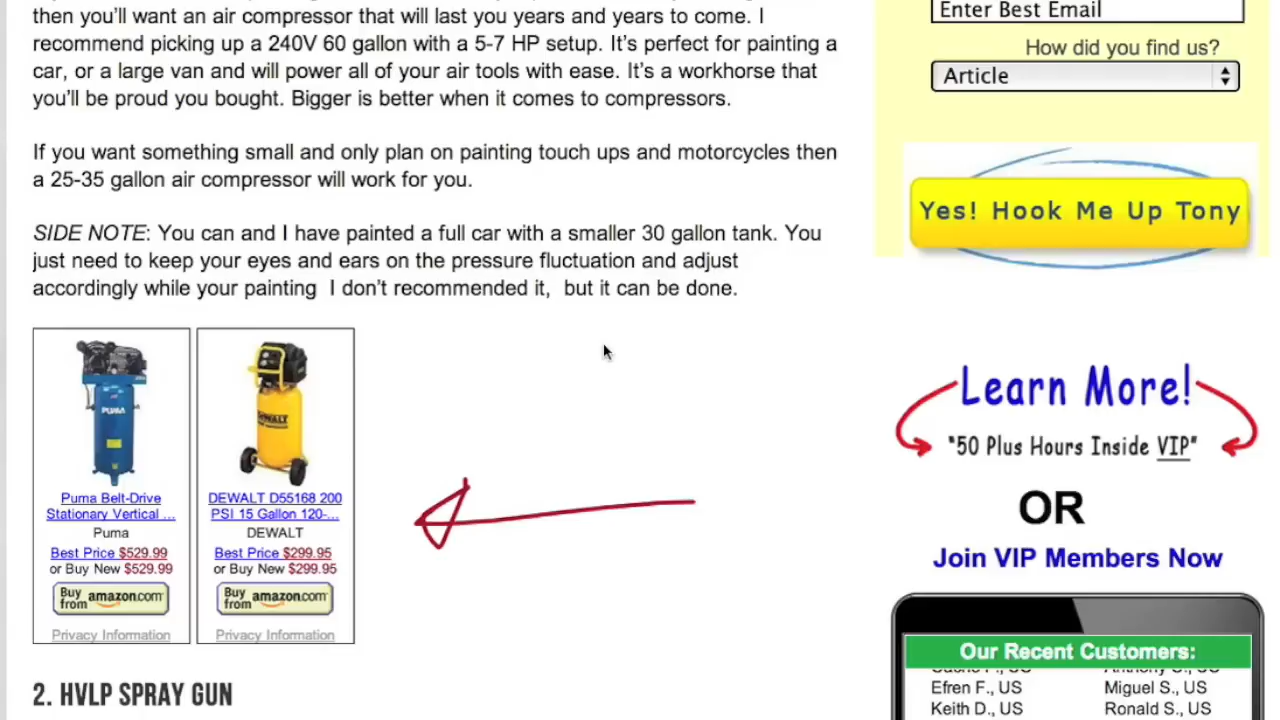 then you'll want an air compressor that will last you years and years to come. I
recommend picking up a 240V 60 gallon with a 5-7 HP setup. It's perfect for painting a
car, or a large van and will power all of your air tools with ease. It's a workhorse that
you'll be proud you bought. Bigger is better when it comes to compressors.
If you want something small and only plan on painting touch ups and motorcycles then
a 25-35 gallon air compressor will work for you.
SIDE NOTE: You can and I have painted a full car with a smaller 30 gallon tank. You
just need to keep your eyes and ears on the pressure fluctuation and adjust
accordingly while your painting  I don't recommended it,  but it can be done.
PUMA
Puma Belt-Drive
Stationary Vertical ...
Puma
Best Price $529.99
or Buy New $529.99
Buy from amazon.com
Privacy Information
DEWALT
DEWALT D55168 200
PSI 15 Gallon 120-...
DEWALT
Best Price $299.95
or Buy New $299.95
Buy from amazon.com
Privacy Information
2. HVLP SPRAY GUN
Enter Best Email
How did you find us?
Article
Yes! Hook Me Up Tony
Learn More!
"50 Plus Hours Inside VIP"
OR
Join VIP Members Now
Our Recent Customers:
Efren F., US
Miguel S., US
Keith D., US
Ronald S., US